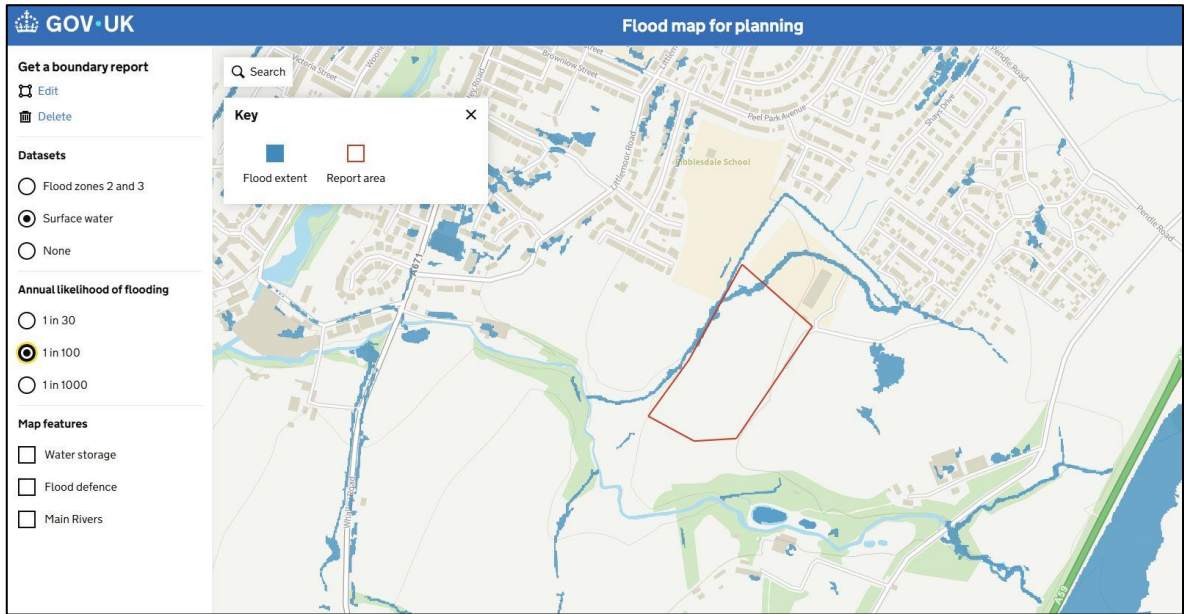 GOV.UK
Flood map for planning
Get a boundary report
Edit
Delete
Datasets
Flood zones 2 and 3
Surface water
None
Annual likelihood of flooding
1 in 30
1 in 100
1 in 1000
Map features
Water storage
Flood defence
Main Rivers
Search
Key
Flood extent
Report area
Victoria Street
Brownlow Street
Littlemoor Road
Peel Park Avenue
Shays Drive
Pendle Road
Pendle Road
Ribblesdale School
A671
A59